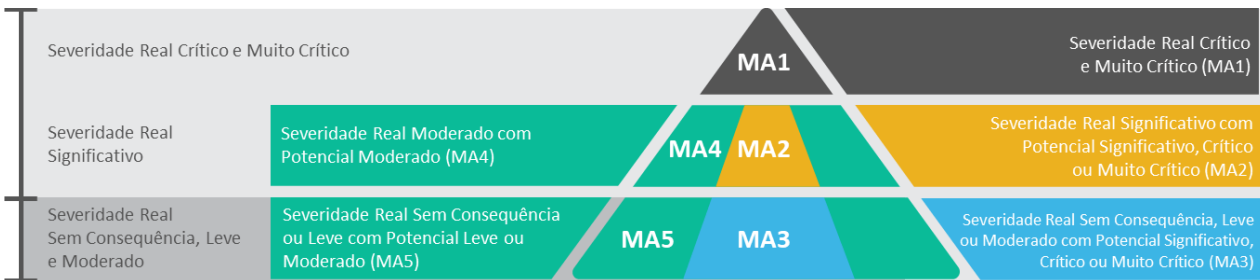 Severidade Real Crítico e Muito Crítico
MA1
Severidade Real Crítico
e Muito Crítico (MA1)
Severidade Real
Significativo
Severidade Real Moderado com
Potencial Moderado (MA4)
MA4
MA2
Severidade Real Significativo com
Potencial Significativo, Crítico
ou Muito Crítico (MA2)
Severidade Real
Sem Consequência, Leve
e Moderado
Severidade Real Sem Consequência
ou Leve com Potencial Leve ou
Moderado (MA5)
MA5
MA3
Severidade Real Sem Consequência, Leve
ou Moderado com Potencial Significativo,
Crítico ou Muito Crítico (MA3)